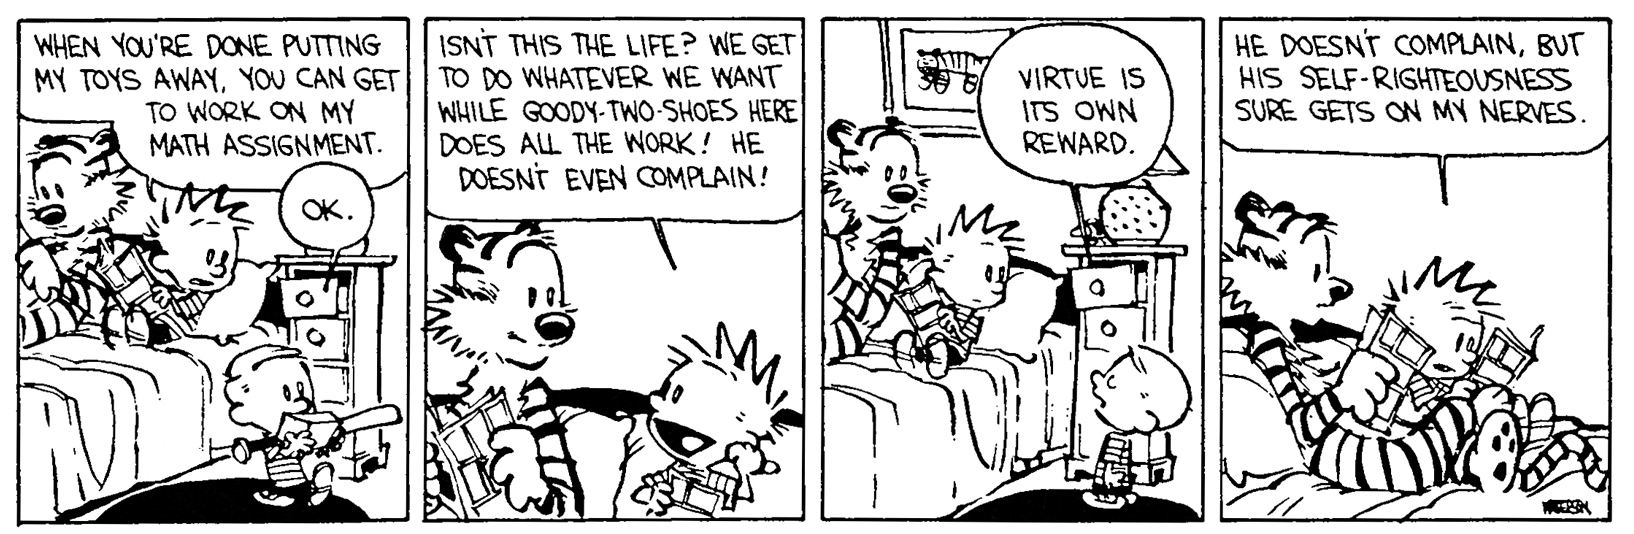 WHEN YOU'RE DONE PUTTING
MY TOYS AWAY, YOU CAN GET
TO WORK ON MY
MATH ASSIGNMENT.
OK.
ISN'T THIS THE LIFE? WE GET
TO DO WHATEVER WE WANT
WHILE GOODY-TWO-SHOES HERE
DOES ALL THE WORK! HE
DOESN'T EVEN COMPLAIN!
VIRTUE IS
ITS OWN
REWARD.
HE DOESN'T COMPLAIN, BUT
HIS SELF-RIGHTEOUSNESS
SURE GETS ON MY NERVES.
WATTERSON